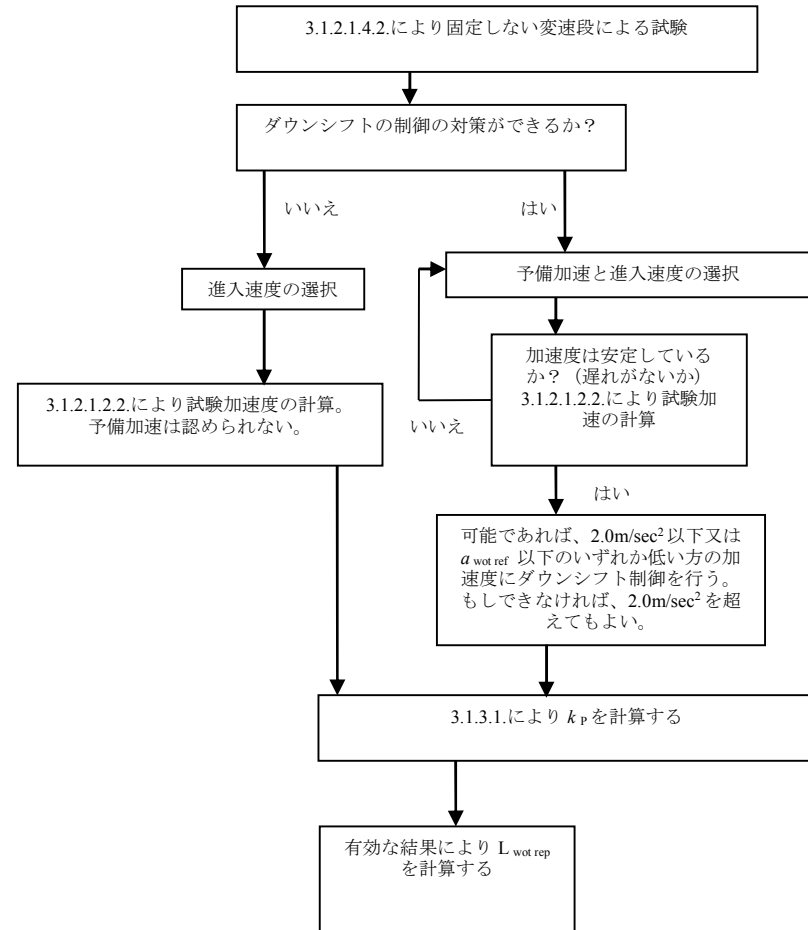 3.1.2.1.4.2.により固定しない変速段による試験
ダウンシフトの制御の対策ができるか？
いいえ
はい
進入速度の選択
予備加速と進入速度の選択
3.1.2.1.2.2.により試験加速度の計算。
予備加速は認められない。
加速度は安定している
か？（遅れがないか）
3.1.2.1.2.2.により試験加
速の計算
いいえ
はい
可能であれば、2.0m/sec²以下又は
a wot ref 以下のいずれか低い方の加
速度にダウンシフト制御を行う。
もしできなければ、2.0m/sec²を超
えてもよい。
3.1.3.1.により k P を計算する
有効な結果により L wot rep
を計算する